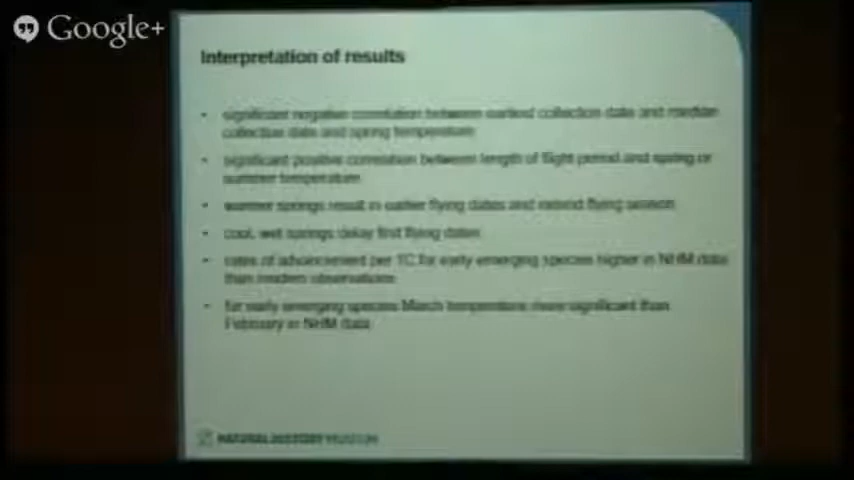 Google+
Interpretation of results
• significant negative correlation between earliest collection date and median
collection date and spring temperature
• significant positive correlation between length of flight period and spring or
summer temperature
• warmer springs result in earlier flying dates and extend flying season
• cool, wet springs delay first flying dates
• rates of advancement per 1C for early emerging species higher in NHM data
than modern observations
• for early emerging species March temperature more significant than
February in NHM data
NATURAL HISTORY MUSEUM